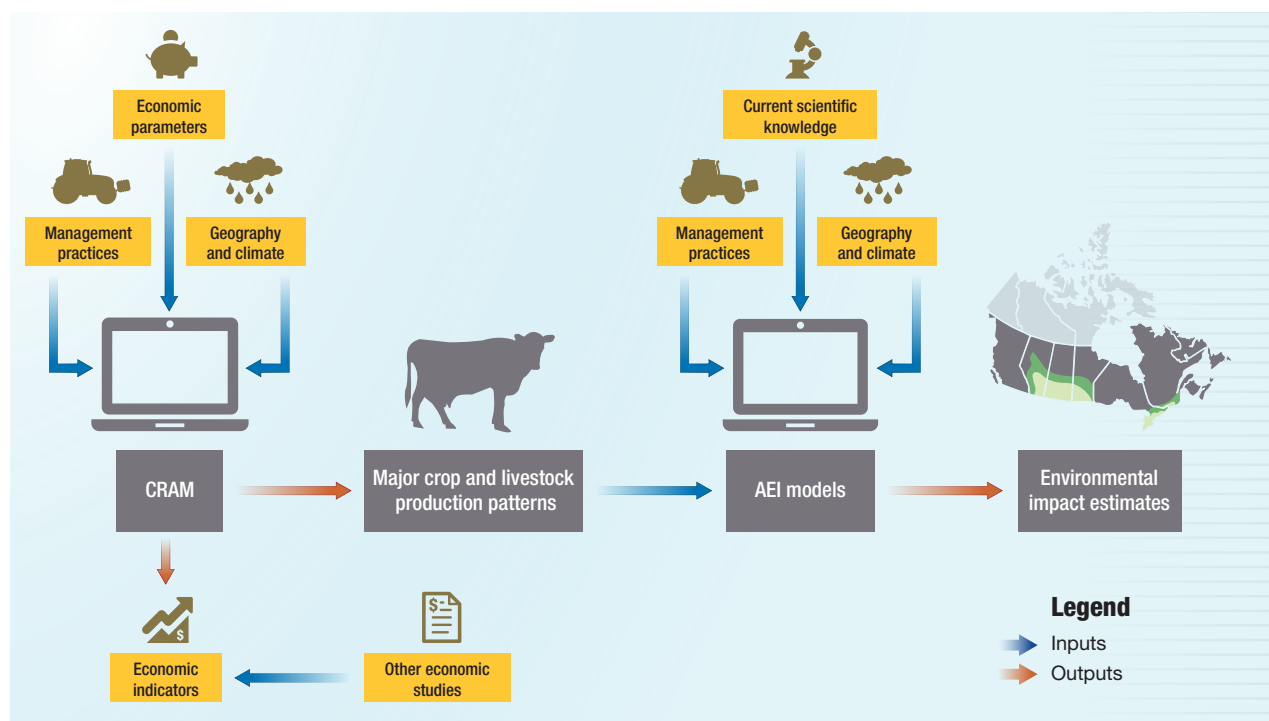 Economic
parameters
Current scientific
knowledge
Management
practices
Geography
and climate
Management
practices
Geography
and climate
CRAM
Major crop and livestock
production patterns
AEI models
Environmental
impact estimates
$
$-
Economic
indicators
Other economic
studies
Legend
Inputs
Outputs